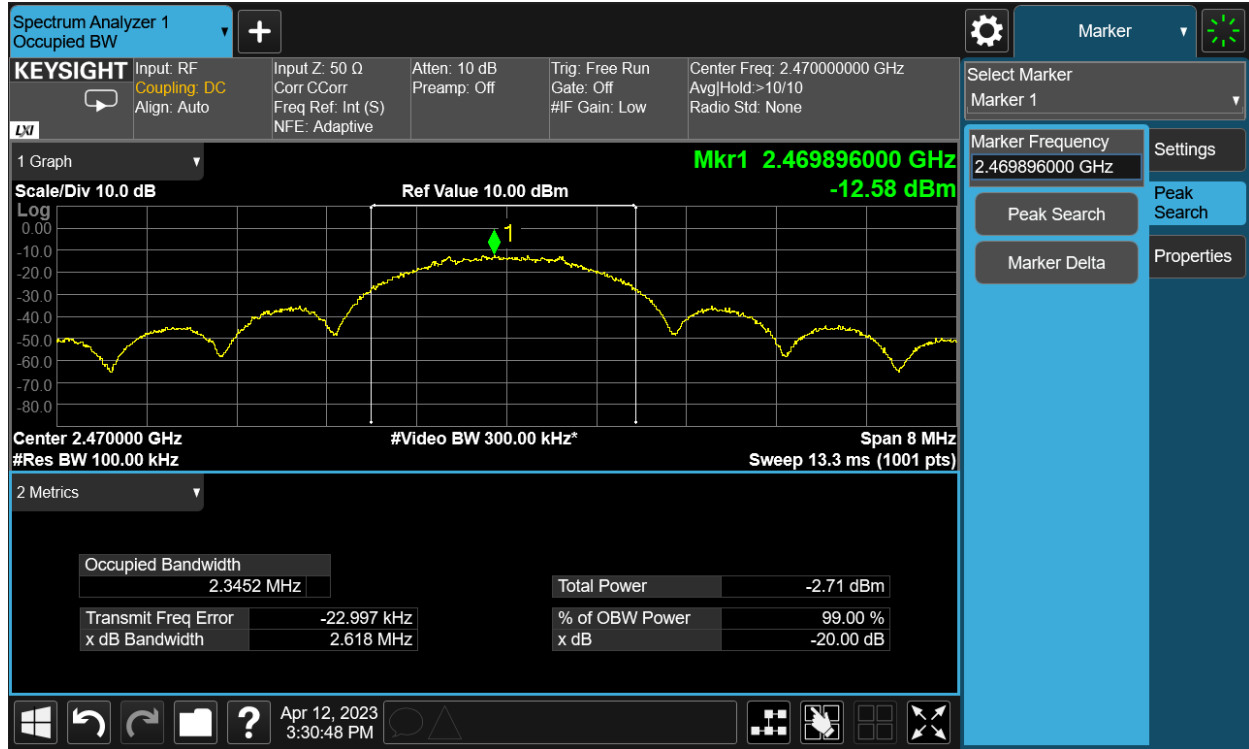 Spectrum Analyzer 1
Occupied BW
+
Marker
KEYSIGHT
LXI
Input: RF
Coupling: DC
Align: Auto
Input Z: 50 Ω
Corr CCorr
Freq Ref: Int (S)
NFE: Adaptive
Atten: 10 dB
Preamp: Off
Trig: Free Run
Gate: Off
#IF Gain: Low
Center Freq: 2.470000000 GHz
Avg|Hold:>10/10
Radio Std: None
Select Marker
Marker 1
Marker Frequency
2.469896000 GHz
Peak Search
Marker Delta
Settings
Peak
Search
Properties
1 Graph
Mkr1 2.469896000 GHz
-12.58 dBm
Scale/Div 10.0 dB
Ref Value 10.00 dBm
Log
0.00
-10.0
-20.0
-30.0
-40.0
-50.0
-60.0
-70.0
-80.0
1
Center 2.470000 GHz
#Video BW 300.00 kHz*
Span 8 MHz
#Res BW 100.00 kHz
Sweep 13.3 ms (1001 pts)
2 Metrics
Occupied Bandwidth
2.3452 MHz
Total Power -2.71 dBm
Transmit Freq Error -22.997 kHz
% of OBW Power 99.00 %
x dB Bandwidth 2.618 MHz
x dB -20.00 dB
?
Apr 12, 2023
3:30:48 PM